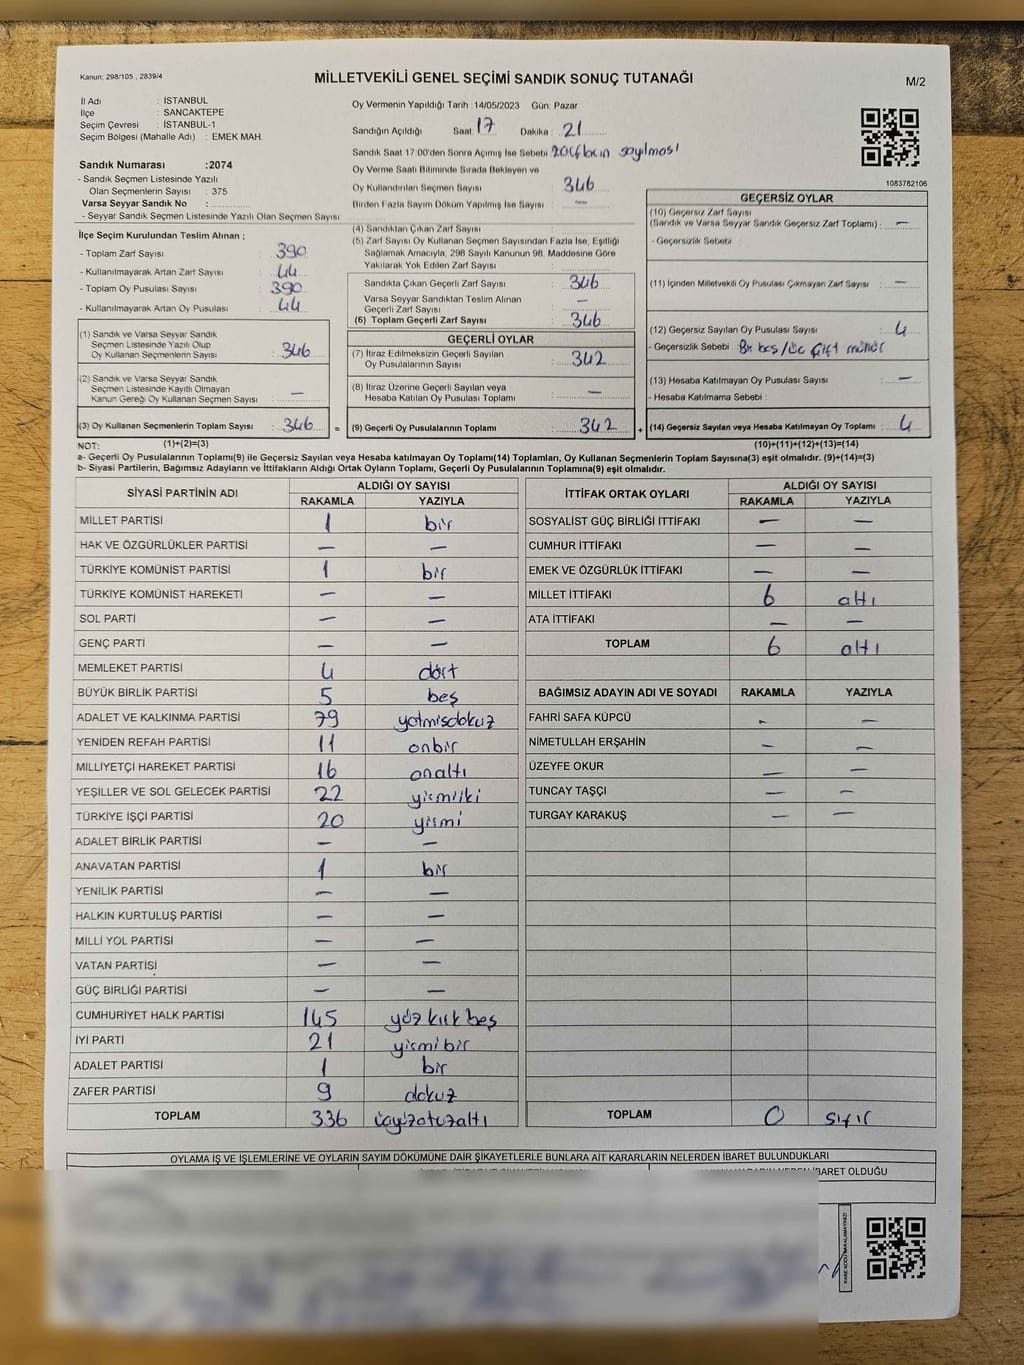 Kanun: 298/105 , 2839/4
MİLLETVEKİLİ GENEL SEÇİMİ SANDIK SONUÇ TUTANAĞI
M/2
İl Adı : İSTANBUL
İlçe : SANCAKTEPE
Seçim Çevresi : İSTANBUL-1
Seçim Bölgesi (Mahalle Adı) : EMEK MAH.
Sandık Numarası :2074
- Sandık Seçmen Listesinde Yazılı
Olan Seçmenlerin Sayısı : 375
Varsa Seyyar Sandık No :
- Seyyar Sandık Seçmen Listesinde Yazılı Olan Seçmen Sayısı:
Oy Vermenin Yapıldığı Tarih :14/05/2023 Gün: Pazar
Sandığın Açıldığı Saat: 17 Dakika : 21
Sandık Saat 17:00'den Sonra Açımış İse Sebebi zarfların sayılması
Oy Verme Saati Bitiminde Sırada Bekleyen ve
Oy Kullandırılan Seçmen Sayısı : 346
Birden Fazla Sayım Döküm Yapılmış İse Sayısı :
1083782106
İlçe Seçim Kurulundan Teslim Alınan ;
- Toplam Zarf Sayısı : 390
- Kullanılmayarak Artan Zarf Sayısı : 44
- Toplam Oy Pusulası Sayısı : 390
- Kullanılmayarak Artan Oy Pusulası : 44
(1) Sandık ve Varsa Seyyar Sandık
Seçmen Listesinde Yazılı Olup
Oy Kullanan Seçmenlerin Sayısı : 346
(2) Sandık ve Varsa Seyyar Sandık
Seçmen Listesinde Kayıtlı Olmayan
Kanun Gereği Oy Kullanan Seçmen Sayısı : —
(3) Oy Kullanan Seçmenlerin Toplam Sayısı : 346 =
(4) Sandıktan Çıkan Zarf Sayısı :
(5) Zarf Sayısı Oy Kullanan Seçmen Sayısından Fazla İse, Eşitliği
Sağlamak Amacıyla, 298 Sayılı Kanunun 98. Maddesine Göre
Yakılarak Yok Edilen Zarf Sayısı :
Sandıkta Çıkan Geçerli Zarf Sayısı : 346
Varsa Seyyar Sandıktan Teslim Alınan
Geçerli Zarf Sayısı : —
(6) Toplam Geçerli Zarf Sayısı : 346
GEÇERLİ OYLAR
(7) İtiraz Edilmeksizin Geçerli Sayılan
Oy Pusulalarının Sayısı : 342
(8) İtiraz Üzerine Geçerli Sayılan veya
Hesaba Katılan Oy Pusulası Toplamı : —
(9) Geçerli Oy Pusulalarının Toplamı : 342 +
GEÇERSİZ OYLAR
(10) Geçersiz Zarf Sayısı
(Sandık ve Varsa Seyyar Sandık Geçersiz Zarf Toplamı) : —
- Geçersizlik Sebebi :
(11) İçinden Milletvekili Oy Pusulası Çıkmayan Zarf Sayısı : —
(12) Geçersiz Sayılan Oy Pusulası Sayısı : 4
- Geçersizlik Sebebi : Bir boş/üç çift mühür
(13) Hesaba Katılmayan Oy Pusulası Sayısı : —
- Hesaba Katılmama Sebebi :
(14) Geçersiz Sayılan veya Hesaba Katılmayan Oy Toplamı : 4
NOT: (1)+(2)=(3) (10)+(11)+(12)+(13)=(14)
a- Geçerli Oy Pusulalarının Toplamı(9) ile Geçersiz Sayılan veya Hesaba katılmayan Oy Toplamı(14) Toplamları, Oy Kullanan Seçmenlerin Toplam Sayısına(3) eşit olmalıdır. (9)+(14)=(3)
b- Siyasi Partilerin, Bağımsız Adayların ve İttifakların Aldığı Ortak Oyların Toplamı, Geçerli Oy Pusulalarının Toplamına(9) eşit olmalıdır.
SİYASİ PARTİNİN ADI ALDIĞI OY SAYISI
RAKAMLA YAZIYLA
MİLLET PARTİSİ 1 bir
HAK VE ÖZGÜRLÜKLER PARTİSİ — —
TÜRKİYE KOMÜNİST PARTİSİ 1 bir
TÜRKİYE KOMÜNİST HAREKETİ — —
SOL PARTİ — —
GENÇ PARTİ — —
MEMLEKET PARTİSİ 4 dört
BÜYÜK BİRLİK PARTİSİ 5 beş
ADALET VE KALKINMA PARTİSİ 79 yetmişdokuz
YENİDEN REFAH PARTİSİ 11 onbir
MİLLİYETÇİ HAREKET PARTİSİ 16 onaltı
YEŞİLLER VE SOL GELECEK PARTİSİ 22 yirmiiki
TÜRKİYE İŞÇİ PARTİSİ 20 yirmi
ADALET BİRLİK PARTİSİ — —
ANAVATAN PARTİSİ 1 bir
YENİLİK PARTİSİ — —
HALKIN KURTULUŞ PARTİSİ — —
MİLLİ YOL PARTİSİ — —
VATAN PARTİSİ — —
GÜÇ BİRLİĞİ PARTİSİ — —
CUMHURİYET HALK PARTİSİ 145 yüz kırk beş
İYİ PARTİ 21 yirmi bir
ADALET PARTİSİ 1 bir
ZAFER PARTİSİ 9 dokuz
TOPLAM 336 üçyüzotuzaltı
İTTİFAK ORTAK OYLARI ALDIĞI OY SAYISI
RAKAMLA YAZIYLA
SOSYALİST GÜÇ BİRLİĞİ İTTİFAKI — —
CUMHUR İTTİFAKI — —
EMEK VE ÖZGÜRLÜK İTTİFAKI — —
MİLLET İTTİFAKI 6 altı
ATA İTTİFAKI — —
TOPLAM 6 altı
BAĞIMSIZ ADAYIN ADI VE SOYADI RAKAMLA YAZIYLA
FAHRİ SAFA KÜPCÜ - —
NİMETULLAH ERŞAHİN — —
ÜZEYFE OKUR — —
TUNCAY TAŞÇI — —
TURGAY KARAKUŞ — —
TOPLAM 0 sıfır
OYLAMA İŞ VE İŞLEMLERİNE VE OYLARIN SAYIM DÖKÜMÜNE DAİR ŞİKAYETLERLE BUNLARA AİT KARARLARIN NELERDEN İBARET BULUNDUKLARI
İBARET OLDUĞU